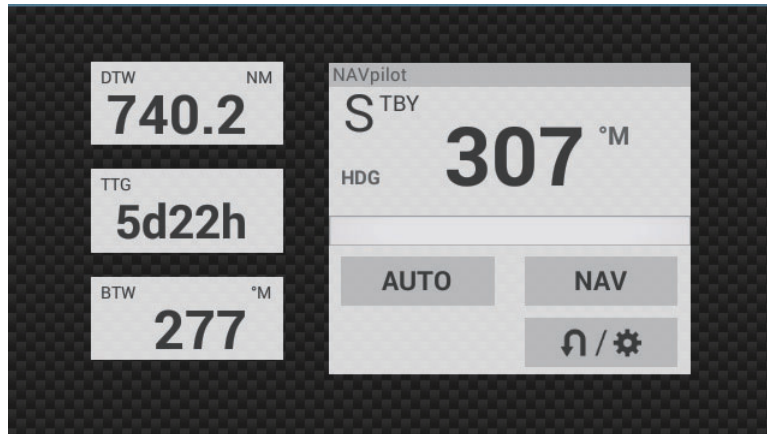 DTW NM
740.2
TTG
5d22h
BTW °M
277
NAVpilot
S TBY
307 °M
HDG
AUTO NAV
/